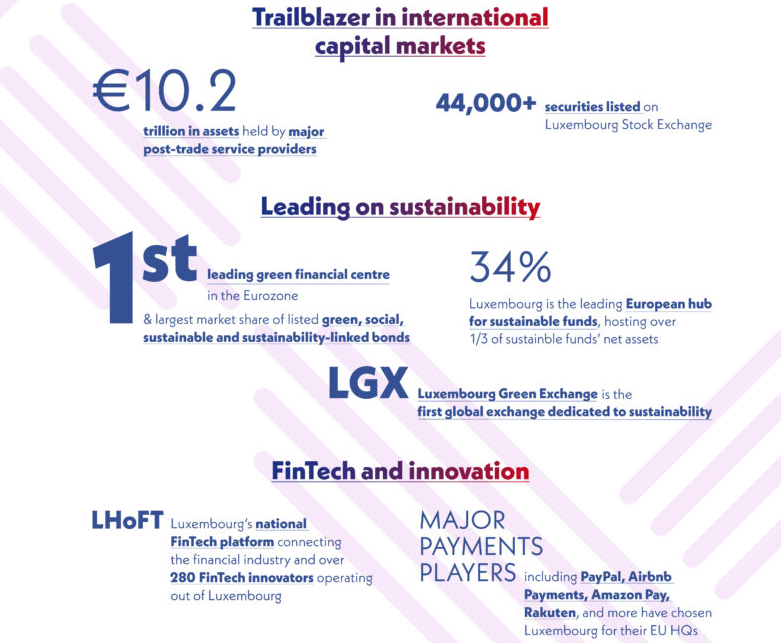 Trailblazer in international
capital markets
€10.2
trillion in assets held by major
post-trade service providers
44,000+ securities listed on
Luxembourg Stock Exchange
Leading on sustainability
1st leading green financial centre
in the Eurozone
& largest market share of listed green, social,
sustainable and sustainability-linked bonds
34%
Luxembourg is the leading European hub
for sustainable funds, hosting over
1/3 of sustainble funds' net assets
LGX Luxembourg Green Exchange is the
first global exchange dedicated to sustainability
FinTech and innovation
LHoFT Luxembourg's national
FinTech platform connecting
the financial industry and over
280 FinTech innovators operating
out of Luxembourg
MAJOR
PAYMENTS
PLAYERS including PayPal, Airbnb
Payments, Amazon Pay,
Rakuten, and more have chosen
Luxembourg for their EU HQs